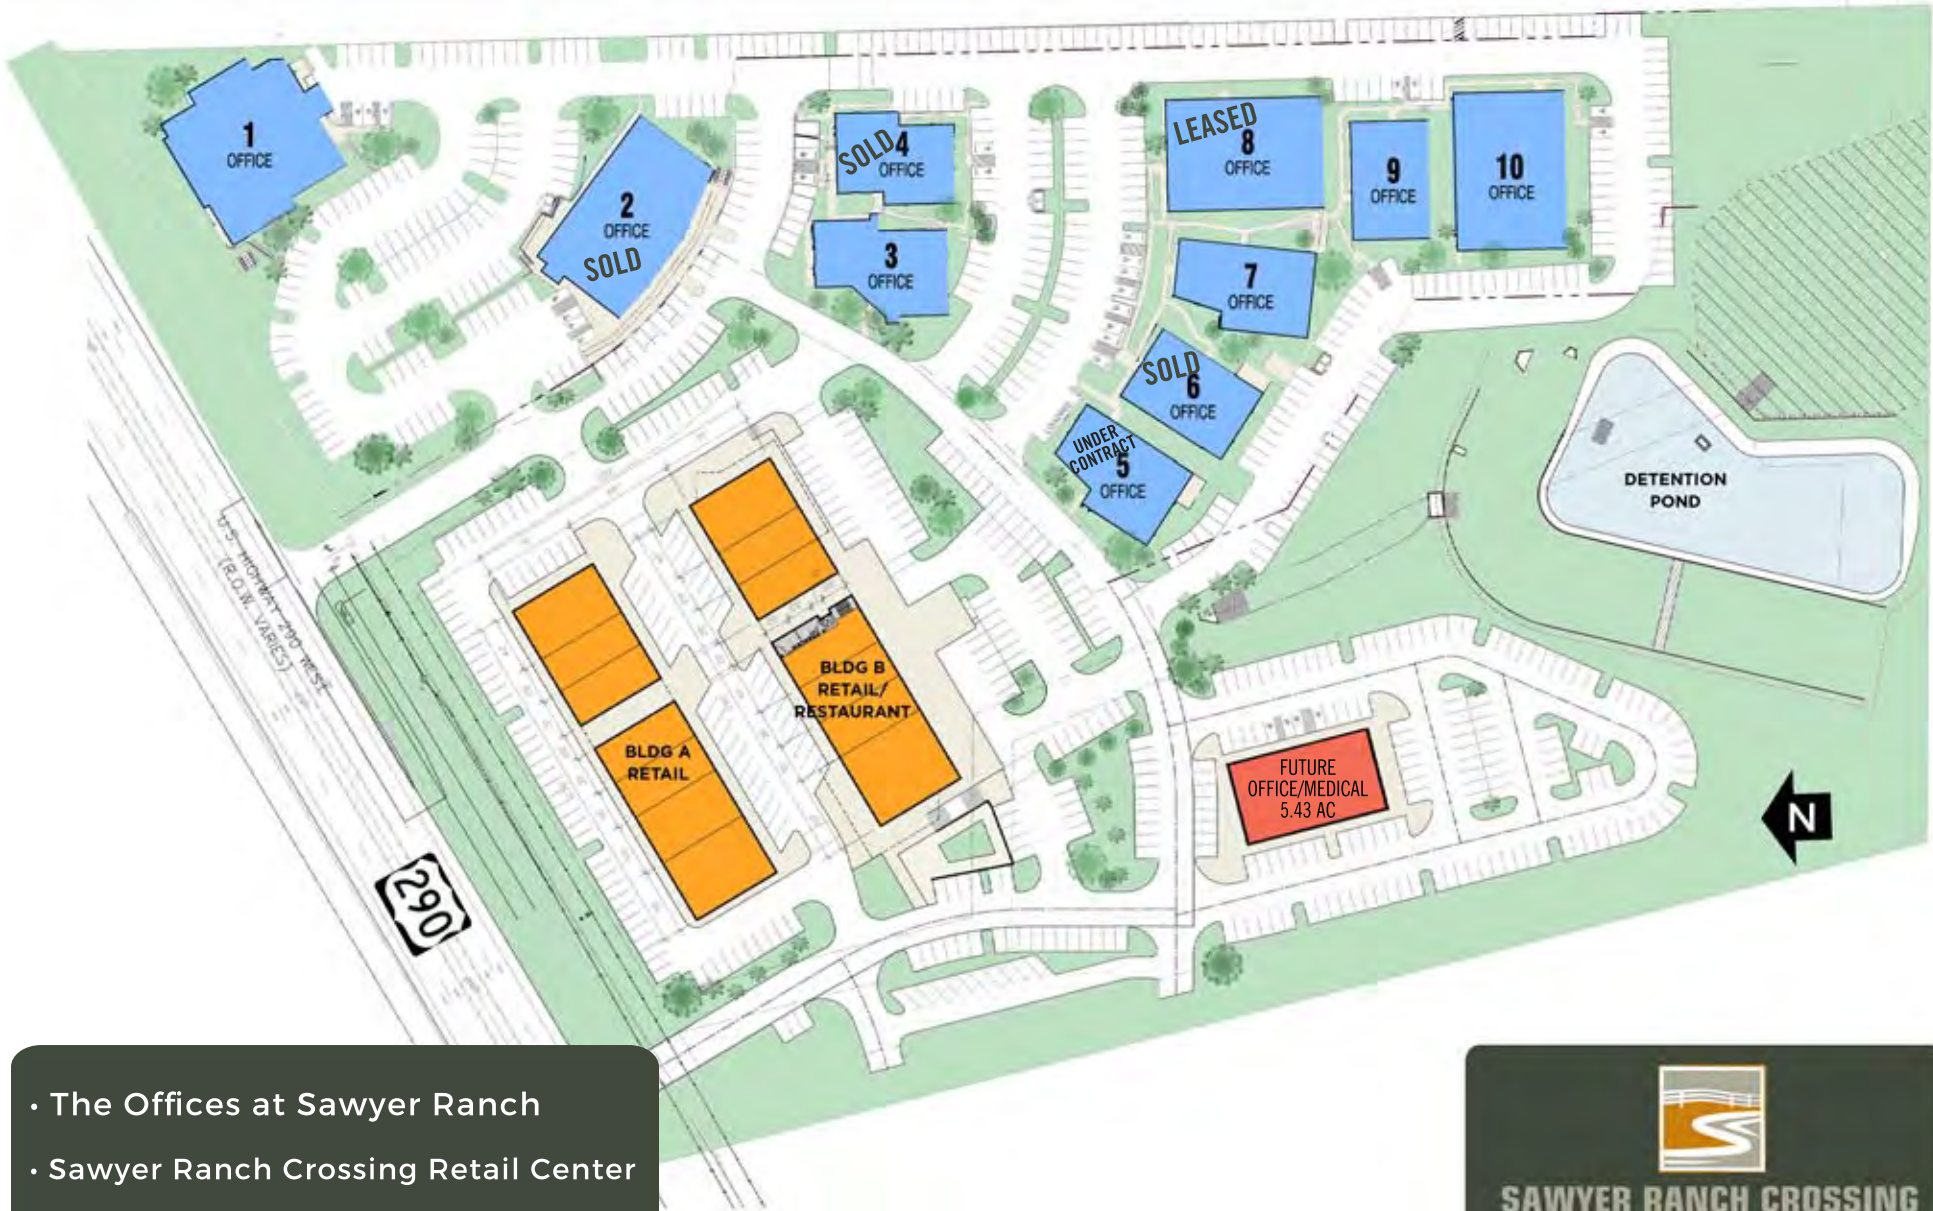 1
OFFICE
2
OFFICE
SOLD
SOLD
4
OFFICE
3
OFFICE
LEASED
8
OFFICE
9
OFFICE
10
OFFICE
7
OFFICE
SOLD
6
OFFICE
UNDER
CONTRACT
5
OFFICE
DETENTION
POND
U.S. HIGHWAY 290 WEST
(R.O.W. VARIES)
BLDG B
RETAIL/
RESTAURANT
BLDG A
RETAIL
FUTURE
OFFICE/MEDICAL
5.43 AC
N
290
• The Offices at Sawyer Ranch
• Sawyer Ranch Crossing Retail Center
SAWYER RANCH CROSSING